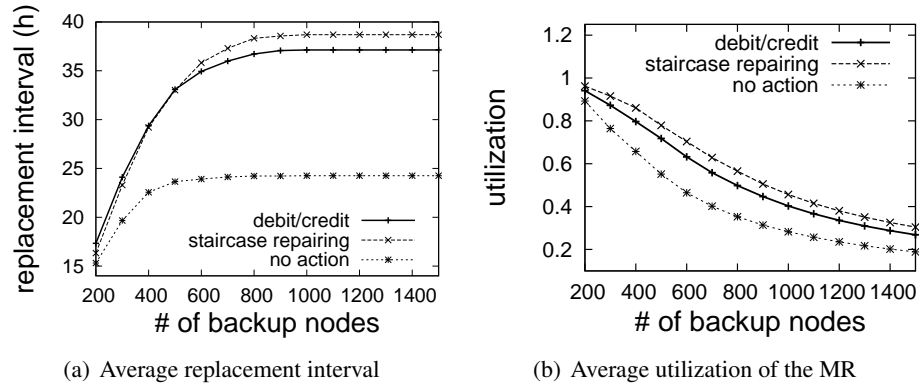 replacement interval (h)
40
35
30
25
20
15
debit/credit
staircase repairing
no action
200 400 600 800 1000 1200 1400
# of backup nodes
(a) Average replacement interval
utilization
1.2
1
0.8
0.6
0.4
0.2
debit/credit
staircase repairing
no action
200 400 600 800 1000 1200 1400
# of backup nodes
(b) Average utilization of the MR